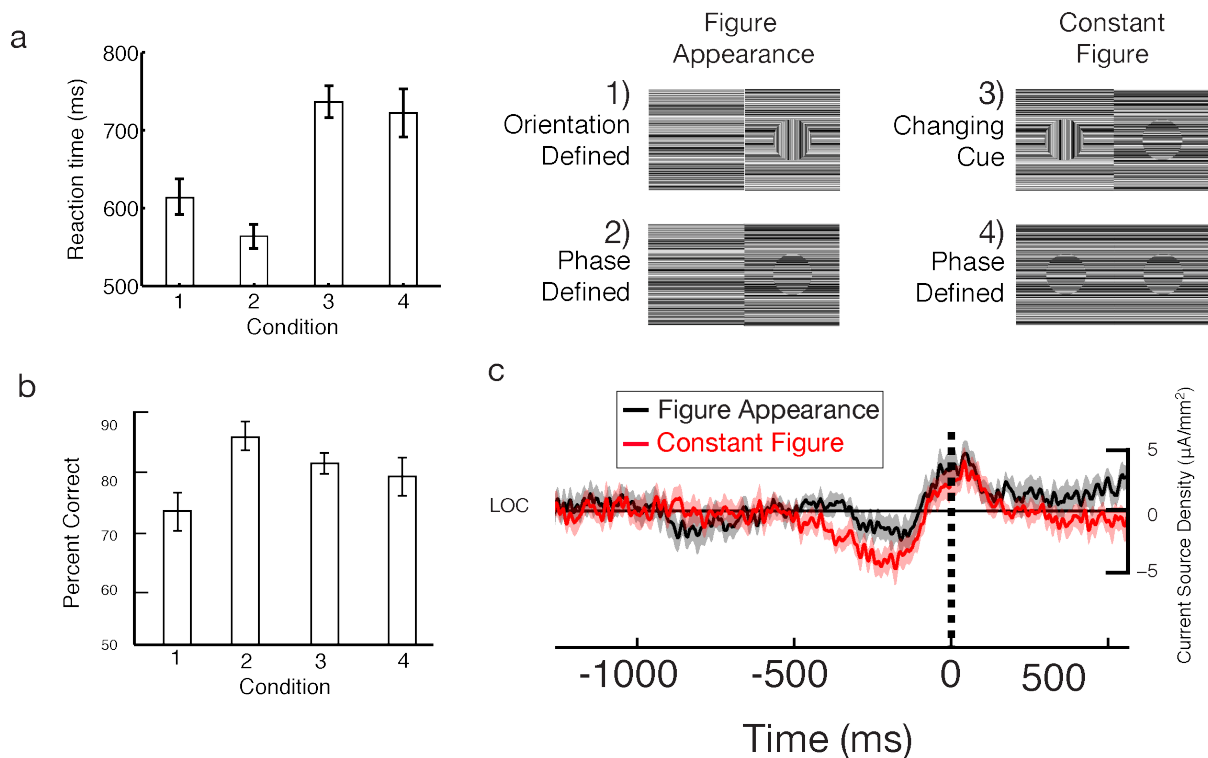 a
800
700
600
500
Reaction time (ms)
1 2 3 4
Condition
Figure
Appearance
Constant
Figure
1)
Orientation
Defined
3)
Changing
Cue
2)
Phase
Defined
4)
Phase
Defined
b
90
80
70
60
50
Percent Correct
1 2 3 4
Condition
c
Figure Appearance
Constant Figure
LOC
5
0
−5
Current Source Density (μA/mm²)
-1000 -500 0 500
Time (ms)